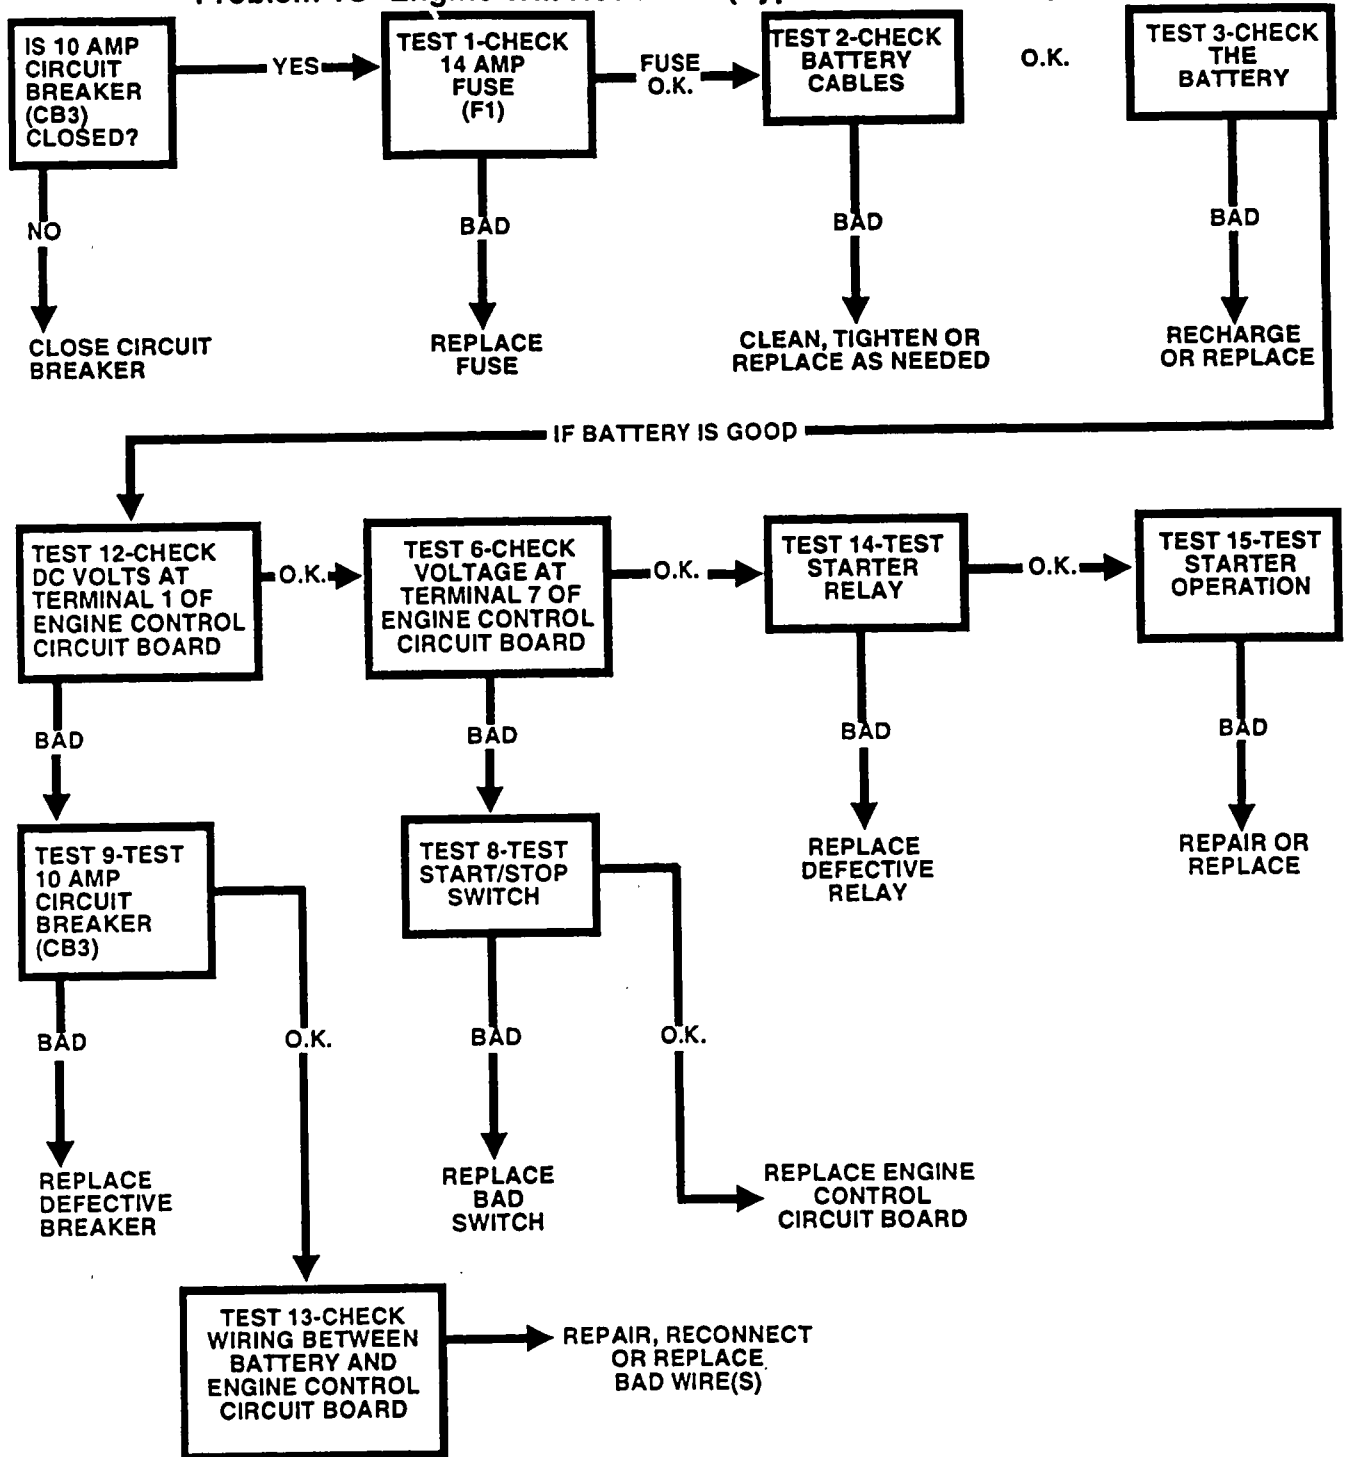 IS 10 AMP
CIRCUIT
BREAKER
(CB3)
CLOSED?
YES
TEST 1-CHECK
14 AMP
FUSE
(F1)
FUSE
O.K.
TEST 2-CHECK
BATTERY
CABLES
O.K.
TEST 3-CHECK
THE
BATTERY
NO
BAD
BAD
BAD
CLOSE CIRCUIT
BREAKER
REPLACE
FUSE
CLEAN, TIGHTEN OR
REPLACE AS NEEDED
RECHARGE
OR REPLACE
IF BATTERY IS GOOD
TEST 12-CHECK
DC VOLTS AT
TERMINAL 1 OF
ENGINE CONTROL
CIRCUIT BOARD
O.K.
TEST 6-CHECK
VOLTAGE AT
TERMINAL 7 OF
ENGINE CONTROL
CIRCUIT BOARD
O.K.
TEST 14-TEST
STARTER
RELAY
O.K.
TEST 15-TEST
STARTER
OPERATION
BAD
BAD
BAD
BAD
TEST 9-TEST
10 AMP
CIRCUIT
BREAKER
(CB3)
TEST 8-TEST
START/STOP
SWITCH
REPLACE
DEFECTIVE
RELAY
REPAIR OR
REPLACE
BAD
O.K.
BAD
O.K.
REPLACE
DEFECTIVE
BREAKER
REPLACE
BAD
SWITCH
REPLACE ENGINE
CONTROL
CIRCUIT BOARD
TEST 13-CHECK
WIRING BETWEEN
BATTERY AND
ENGINE CONTROL
CIRCUIT BOARD
REPAIR, RECONNECT
OR REPLACE
BAD WIRE(S)